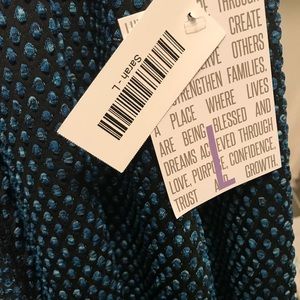 Sarah - L
THROUGH
CREATE
OTHERS
STRENGTHEN FAMILIES.
A PLACE WHERE LIVES
ARE BEING BLESSED AND
DREAMS ACHIEVED THROUGH
LOVE, PURPOSE, CONFIDENCE,
TRUST AND GROWTH.
L